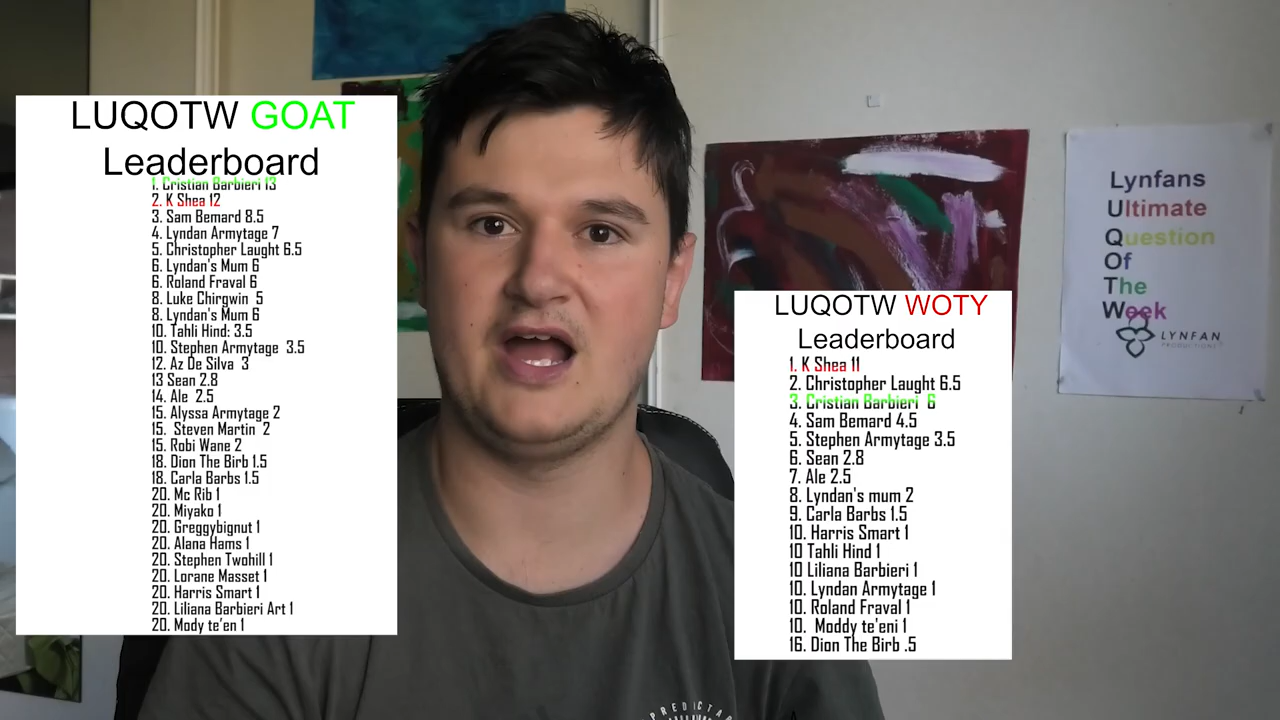 LUQOTW GOAT
Leaderboard
1. Cristian Barbieri 13
2. K Shea 12
3. Sam Bemard 8.5
4. Lyndan Armytage 7
5. Christopher Laught 6.5
6. Lyndan's Mum 6
6. Roland Fraval 6
8. Luke Chirgwin 5
8. Lyndan's Mum 6
10. Tahli Hind: 3.5
10. Stephen Armytage 3.5
12. Az De Silva 3
13 Sean 2.8
14. Ale 2.5
15. Alyssa Armytage 2
15. Steven Martin 2
15. Robi Wane 2
18. Dion The Birb 1.5
18. Carla Barbs 1.5
20. Mc Rib 1
20. Miyako 1
20. Greggybignut 1
20. Alana Hams 1
20. Stephen Twohill 1
20. Lorane Masset 1
20. Harris Smart 1
20. Liliana Barbieri Art 1
20. Mody te'en 1
LUQOTW WOTY
Leaderboard
1. K Shea 11
2. Christopher Laught 6.5
3. Cristian Barbieri 6
4. Sam Bemard 4.5
5. Stephen Armytage 3.5
6. Sean 2.8
7. Ale 2.5
8. Lyndan's mum 2
9. Carla Barbs 1.5
10. Harris Smart 1
10 Tahli Hind 1
10 Liliana Barbieri 1
10. Lyndan Armytage 1
10. Roland Fraval 1
10. Moddy te'eni 1
16. Dion The Birb .5
Lynfans
Ultimate
Question
Of
The
Week
LYNFAN
PRODUCTIONS